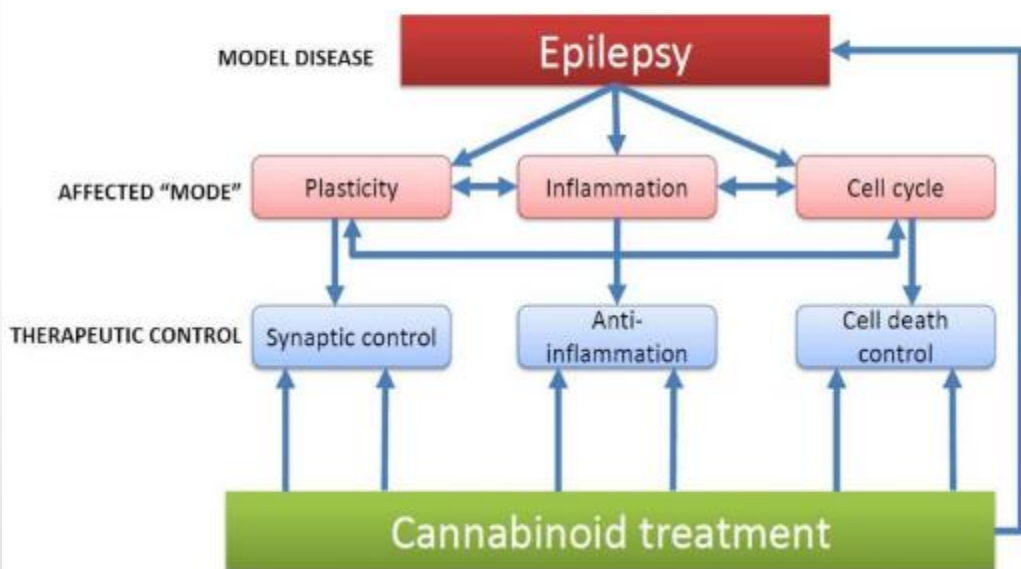 MODEL DISEASE
Epilepsy
AFFECTED “MODE”
Plasticity
Inflammation
Cell cycle
THERAPEUTIC CONTROL
Synaptic control
Anti-
inflammation
Cell death
control
Cannabinoid treatment